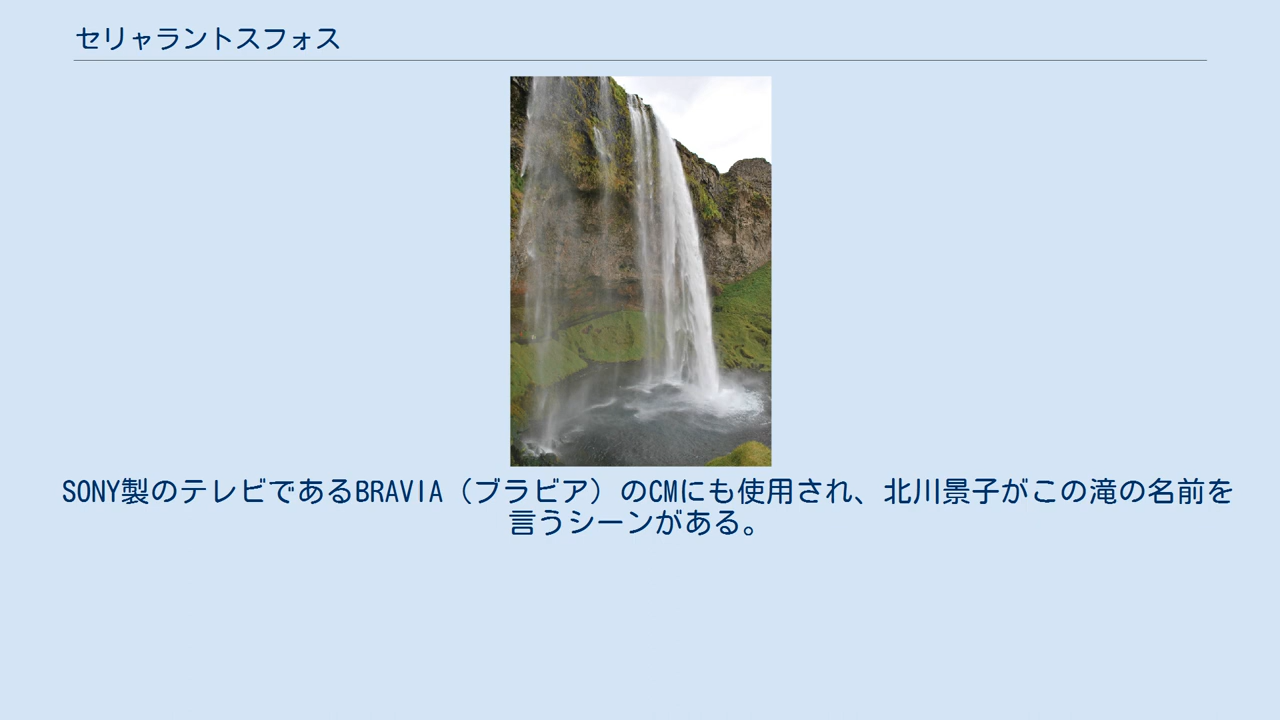 セリャラントスフォス
SONY製のテレビであるBRAVIA（ブラビア）のCMにも使用され、北川景子がこの滝の名前を
言うシーンがある。